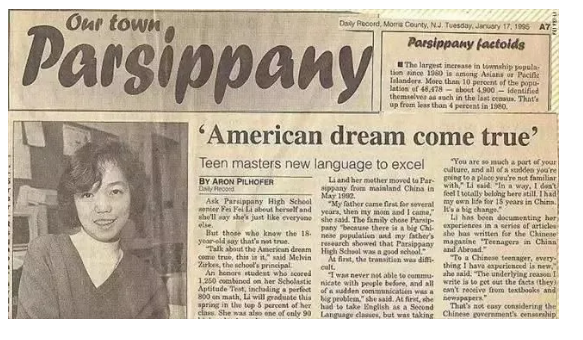 Our town
Parsippany
Daily Record, Morris County, N.J. Tuesday, January 17, 1995 A7
Parsippany factoids
■ The largest increase in township popula-
tion since 1980 is among Asians or Pacific
Islanders. More than 10 percent of the popu-
lation of 48,478 — about 4,900 — identified
themselves as such in the last census. That's
up from less than 4 percent in 1980.
'American dream come true'
Teen masters new language to excel
BY ARON PILHOFER
Daily Record
Ask Parsippany High School
senior Fei Fei Li about herself and
she'll say she's just like everyone
else.
But those who know the 18-
year-old say that's not true.
"Talk about the American dream
come true, this is it," said Melvin
Zirkes, the school's principal.
An honors student who scored
1,250 combined on her Scholastic
Aptitude Test, including a perfect
800 on math, Li will graduate this
spring in the top 5 percent of her
class. She was also one of only 90
Li and her mother moved to Par-
sippany from mainland China in
May 1992.
"My father came first for several
years, then my mom and I came,"
she said. The family chose Parsip-
pany "because there is a big Chi-
nese population and my father's
research showed that Parsippany
High School was a good school."
At first, the transition was diffi-
cult.
"I was never not able to commu-
nicate with people before, and all
of a sudden communication was a
big problem," she said. At first, she
had to take English as a Second
Language classes, but was taking
"You are so much a part of your
culture, and all of a sudden you're
going to a place you're not familiar
with," Li said. "In a way, I don't
feel I totally belong here still. I had
my own life for 15 years in China.
It's a big change."
Li has been documenting her
experiences in a series of articles
she has written for the Chinese
magazine "Teenagers in China
and Abroad."
"To a Chinese teenager, every-
thing I have experienced is new,"
she said. "The underlying reason I
write is to get out the facts (they)
can't receive from textbooks and
newspapers."
That's not easy considering the
Chinese government's censorship